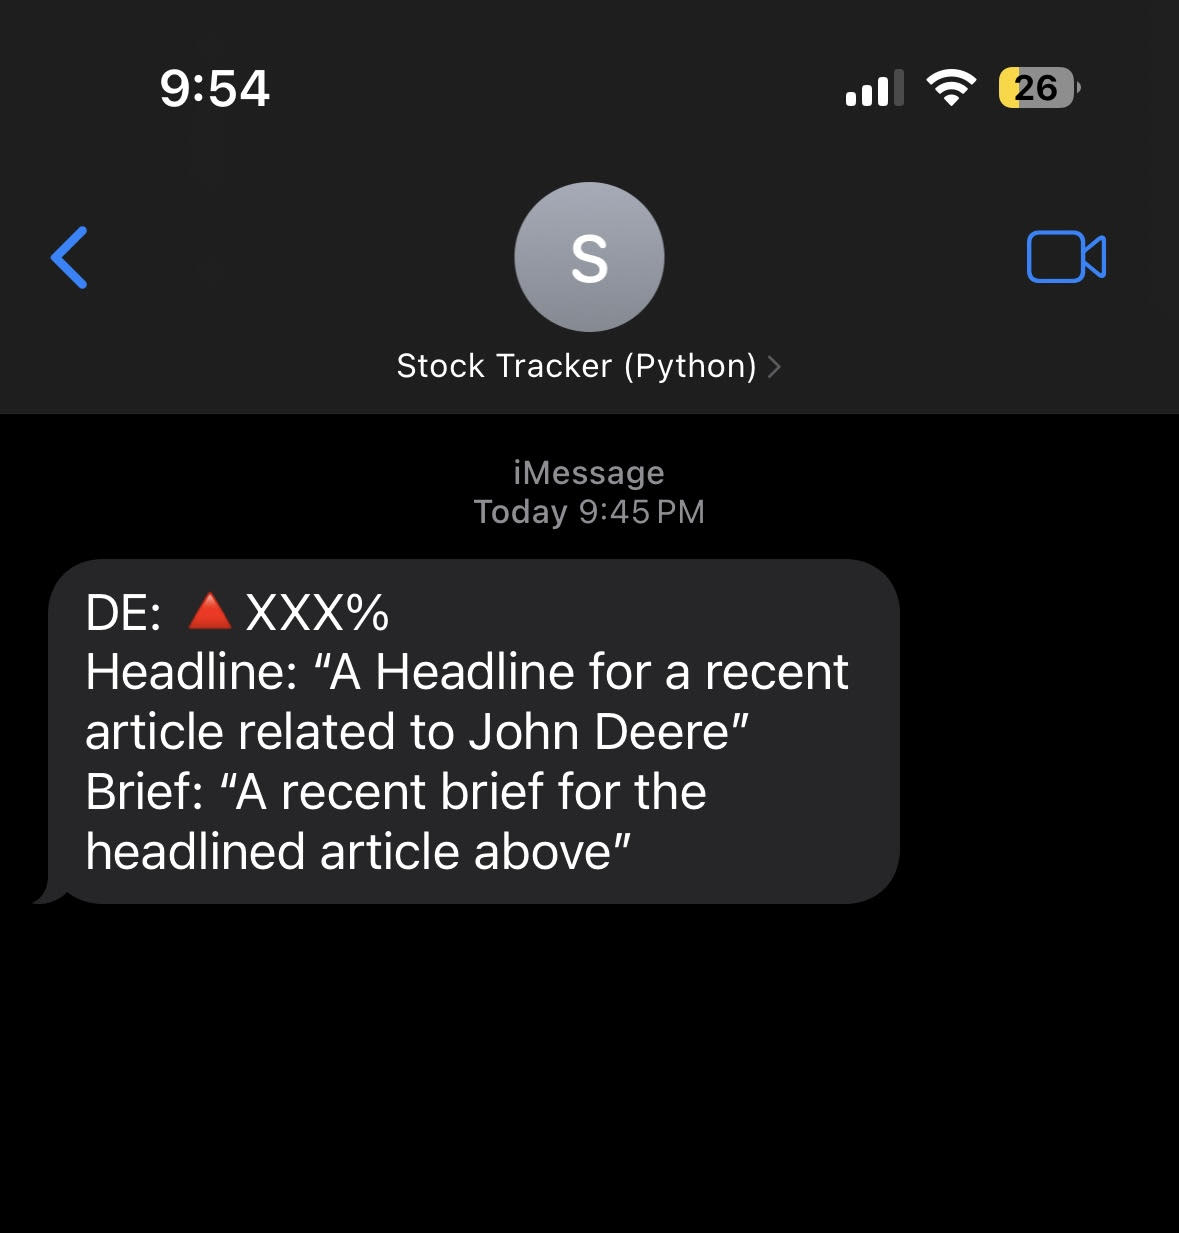 9:54
26
S
Stock Tracker (Python)
iMessage
Today 9:45 PM
DE: 🔺XXX%
Headline: “A Headline for a recent
article related to John Deere”
Brief: “A recent brief for the
headlined article above”